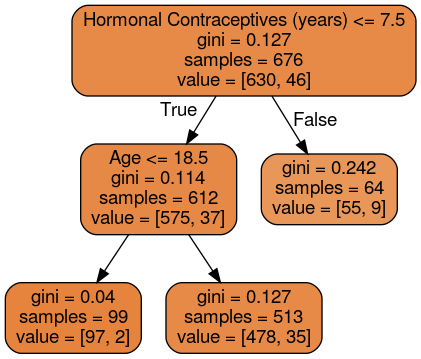 Hormonal Contraceptives (years) <= 7.5
gini = 0.127
samples = 676
value = [630, 46]
True
False
Age <= 18.5
gini = 0.114
samples = 612
value = [575, 37]
gini = 0.242
samples = 64
value = [55, 9]
gini = 0.04
samples = 99
value = [97, 2]
gini = 0.127
samples = 513
value = [478, 35]